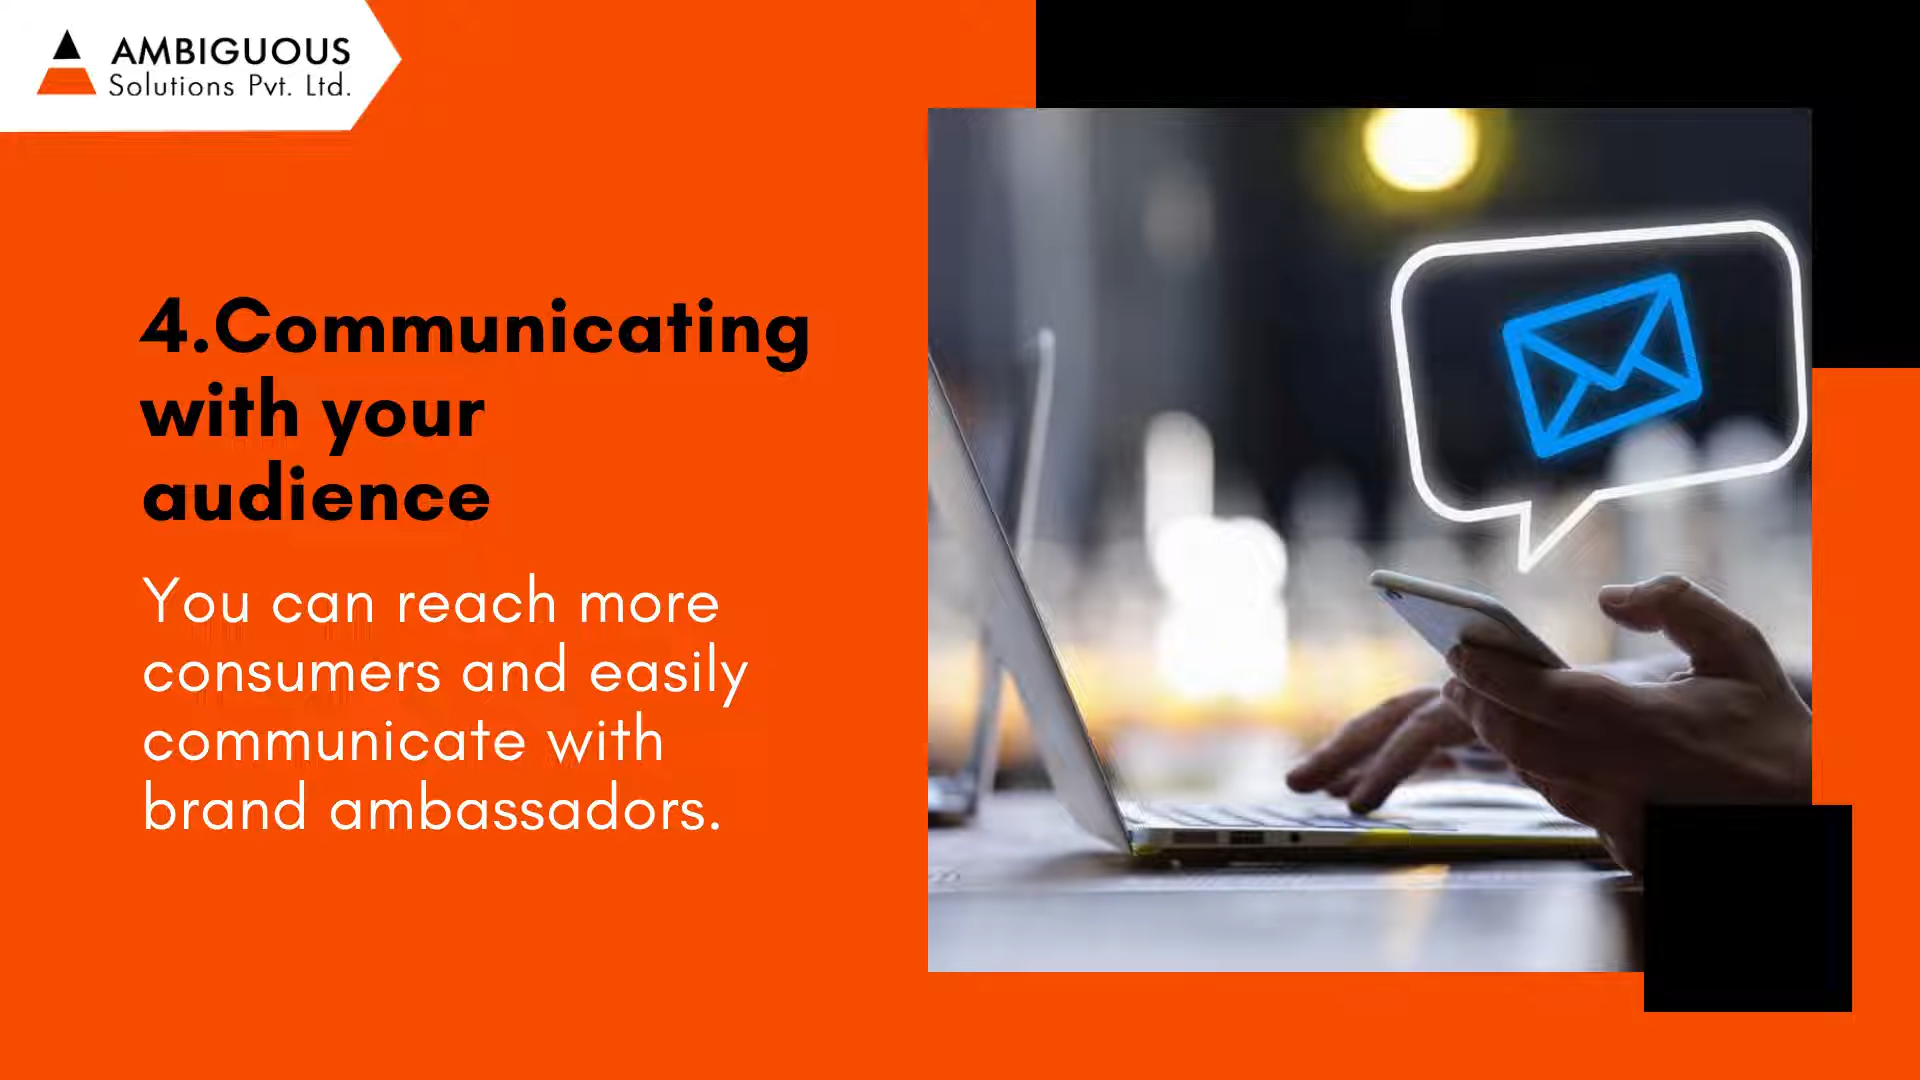 AMBIGUOUS
Solutions Pvt. Ltd.
4.Communicating
with your
audience
You can reach more
consumers and easily
communicate with
brand ambassadors.